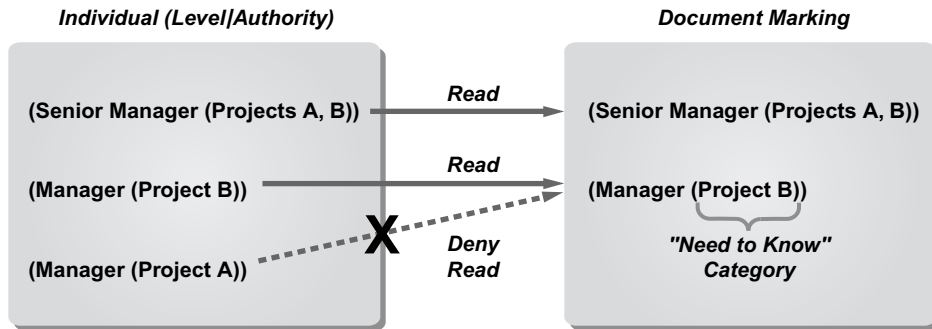 Individual (Level|Authority)
Document Marking
(Senior Manager (Projects A, B))
Read
(Senior Manager (Projects A, B))
(Manager (Project B))
Read
(Manager (Project B))
X
(Manager (Project A))
Deny
Read
"Need to Know"
Category